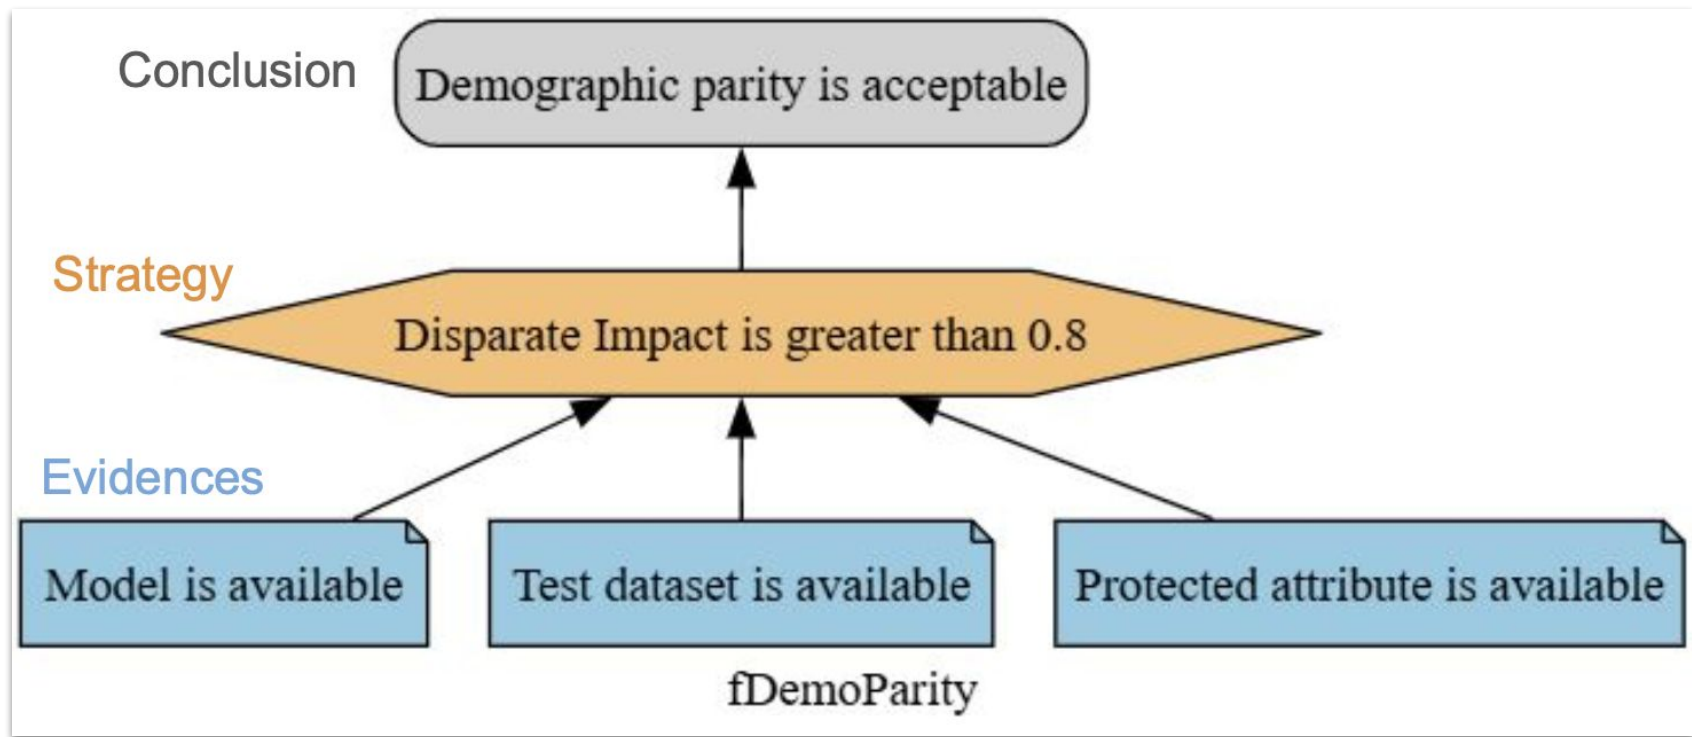 Conclusion
Demographic parity is acceptable
Strategy
Disparate Impact is greater than 0.8
Evidences
Model is available
Test dataset is available
Protected attribute is available
fDemoParity